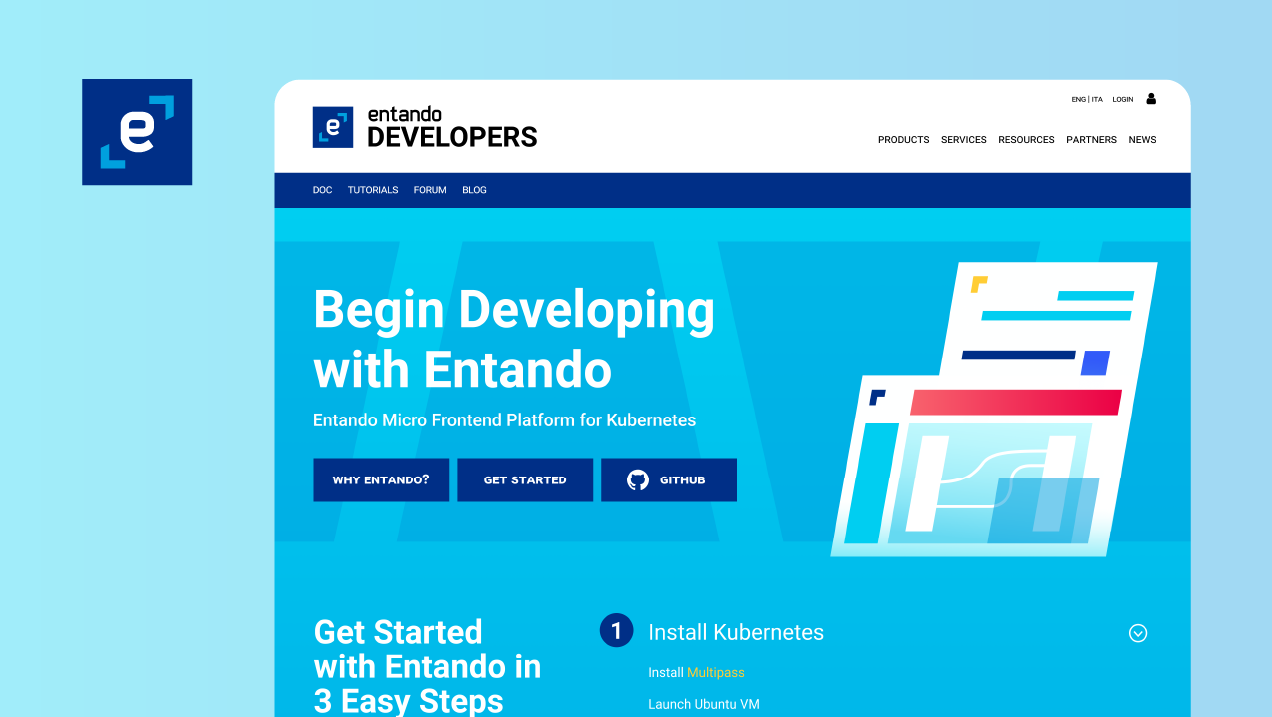 e
e
entando
DEVELOPERS
ENG | ITA LOGIN
PRODUCTS SERVICES RESOURCES PARTNERS NEWS
DOC TUTORIALS FORUM BLOG
Begin Developing
with Entando
Entando Micro Frontend Platform for Kubernetes
WHY ENTANDO? GET STARTED GITHUB
Get Started
with Entando in
3 Easy Steps
1 Install Kubernetes
Install Multipass
Launch Ubuntu VM